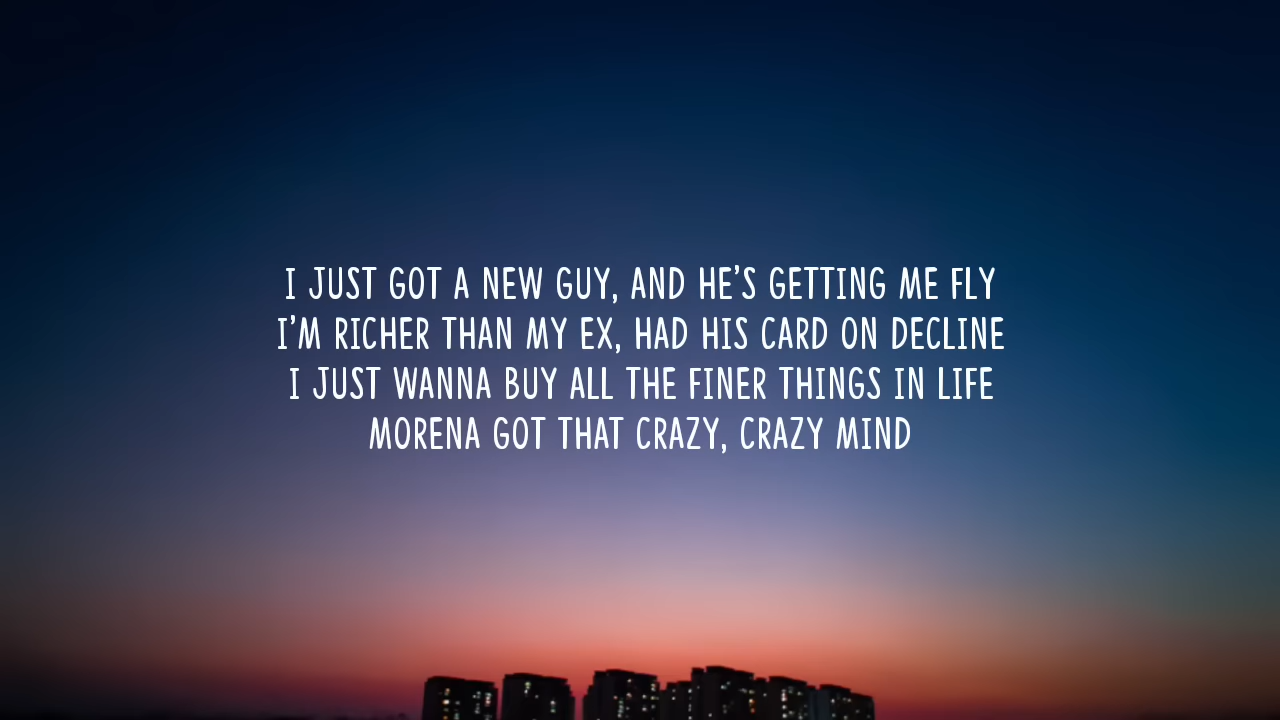 I JUST GOT A NEW GUY, AND HE'S GETTING ME FLY
I'M RICHER THAN MY EX, HAD HIS CARD ON DECLINE
I JUST WANNA BUY ALL THE FINER THINGS IN LIFE
MORENA GOT THAT CRAZY, CRAZY MIND